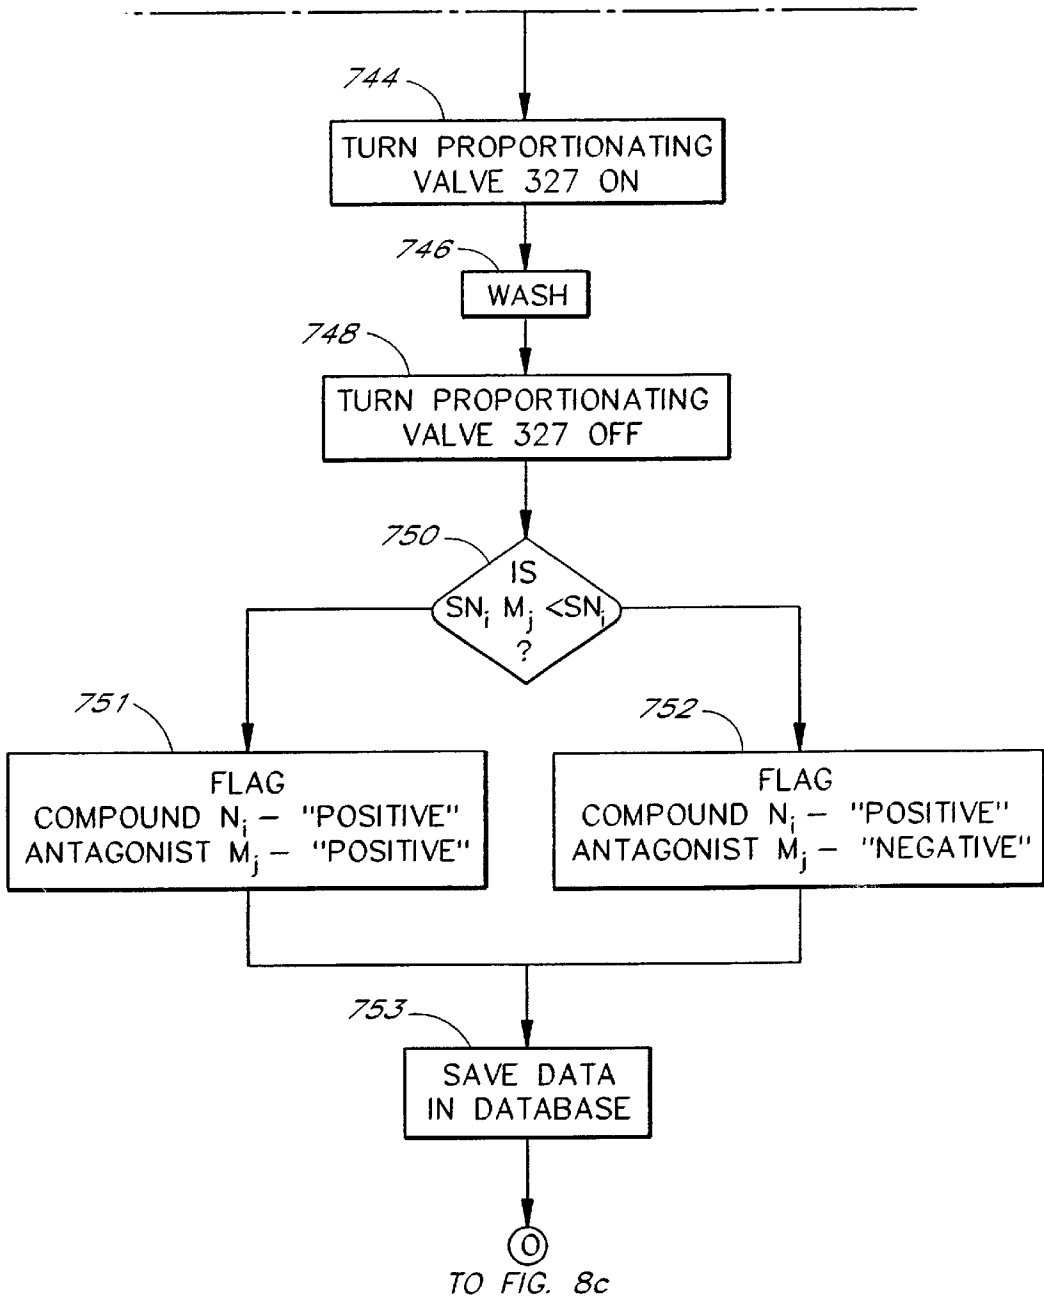 744
TURN PROPORTIONATING
VALVE 327 ON
746
WASH
748
TURN PROPORTIONATING
VALVE 327 OFF
750
IS
SNi Mj <SNi
?
751
FLAG
COMPOUND Ni – "POSITIVE"
ANTAGONIST Mj – "POSITIVE"
752
FLAG
COMPOUND Ni – "POSITIVE"
ANTAGONIST Mj – "NEGATIVE"
753
SAVE DATA
IN DATABASE
O
TO FIG. 8c